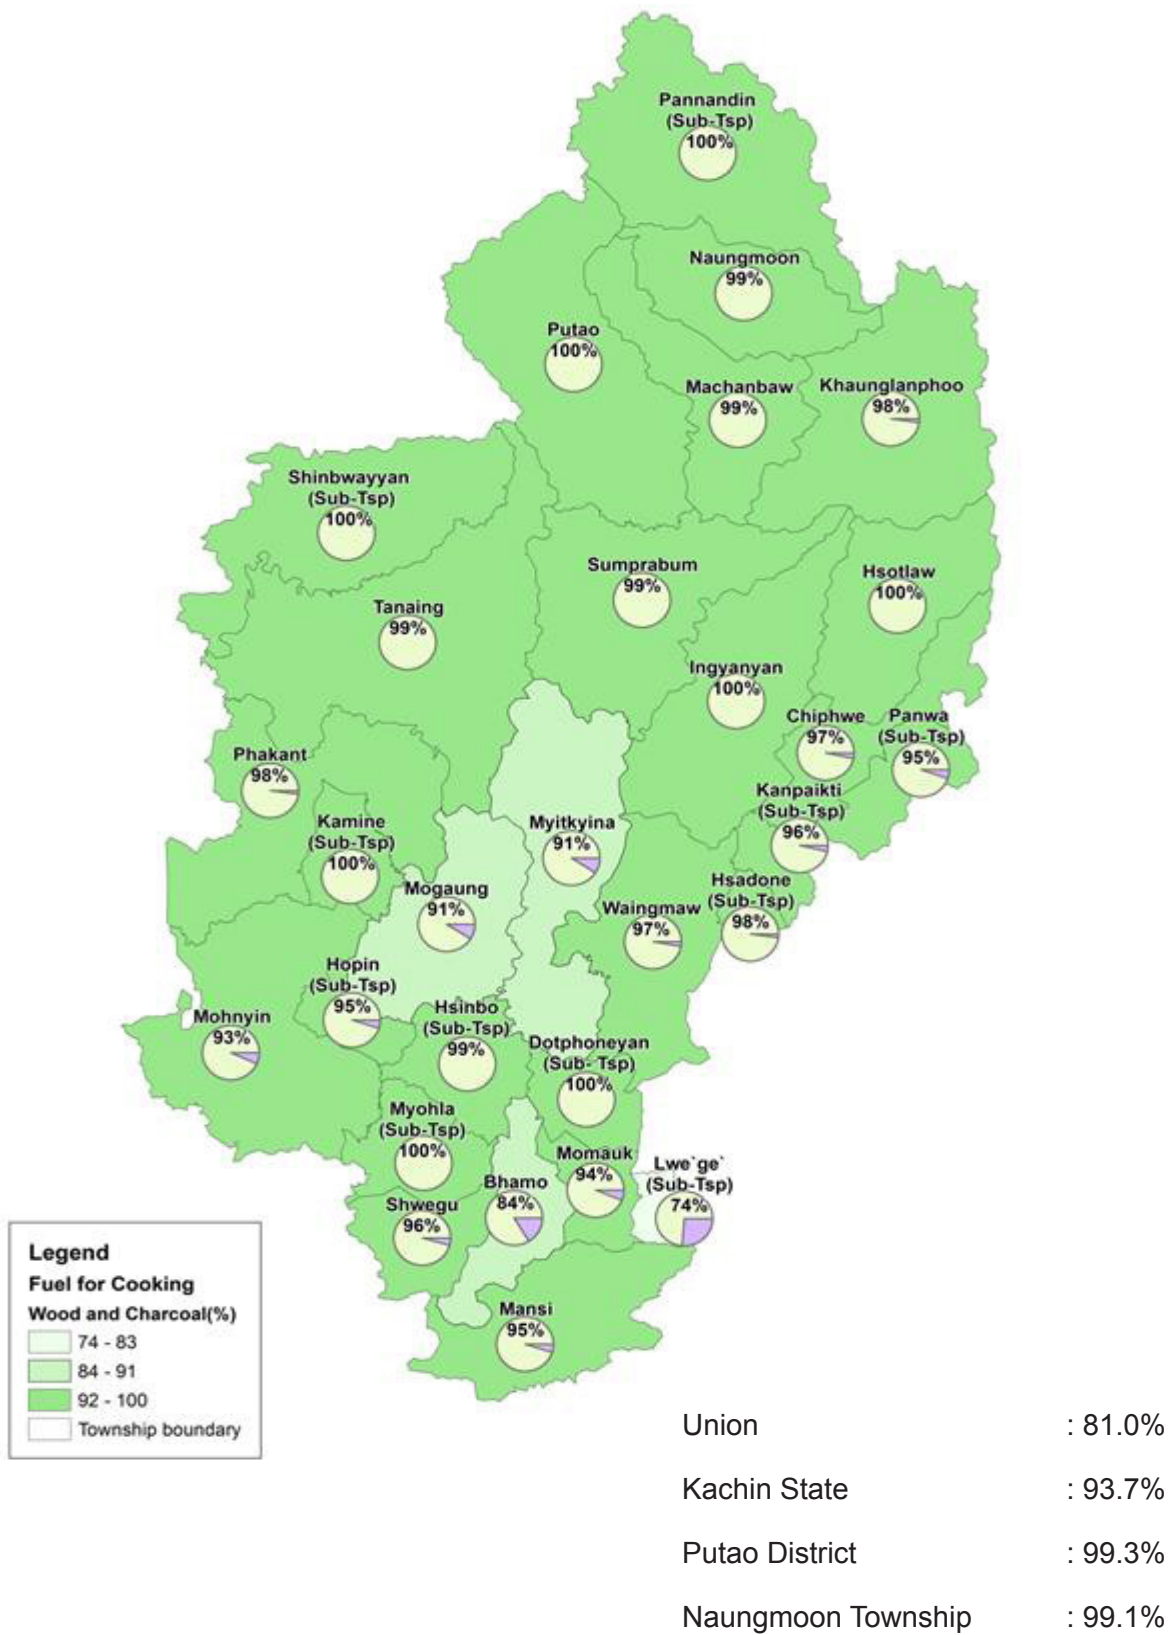 Pannandin
(Sub-Tsp)
100%
Naungmoon
99%
Putao
100%
Machanbaw
99%
Khaunglanphoo
98%
Shinbwayyan
(Sub-Tsp)
100%
Sumprabum
99%
Hsotlaw
100%
Tanaing
99%
Ingyanyan
100%
Chiphwe
97%
Panwa
(Sub-Tsp)
95%
Phakant
98%
Kanpaikti
(Sub-Tsp)
96%
Kamine
(Sub-Tsp)
100%
Myitkyina
91%
Mogaung
91%
Hsadone
(Sub-Tsp)
98%
Waingmaw
97%
Hopin
(Sub-Tsp)
95%
Mohnyin
93%
Hsinbo
(Sub-Tsp)
99%
Dotphoneyan
(Sub- Tsp)
100%
Myohla
(Sub-Tsp)
100%
Momauk
94%
Lwe`ge`
(Sub-Tsp)
74%
Bhamo
84%
Shwegu
96%
Mansi
95%
Legend
Fuel for Cooking
Wood and Charcoal(%)
74 - 83
84 - 91
92 - 100
Township boundary
Union : 81.0%
Kachin State : 93.7%
Putao District : 99.3%
Naungmoon Township : 99.1%